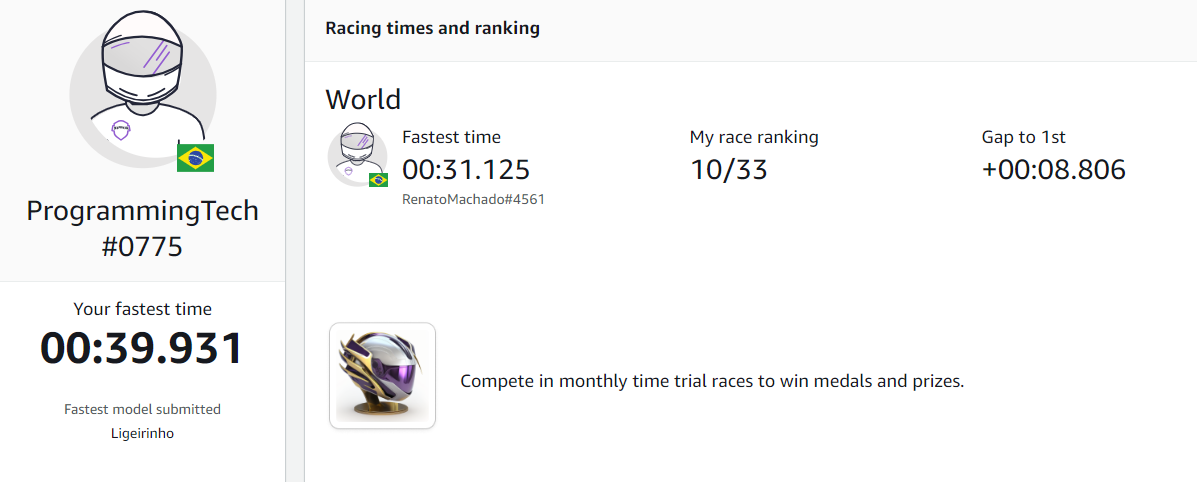 ProgrammingTech
#0775
Your fastest time
00:39.931
Fastest model submitted
Ligeirinho
Racing times and ranking
World
Fastest time
00:31.125
RenatoMachado#4561
My race ranking
10/33
Gap to 1st
+00:08.806
Compete in monthly time trial races to win medals and prizes.